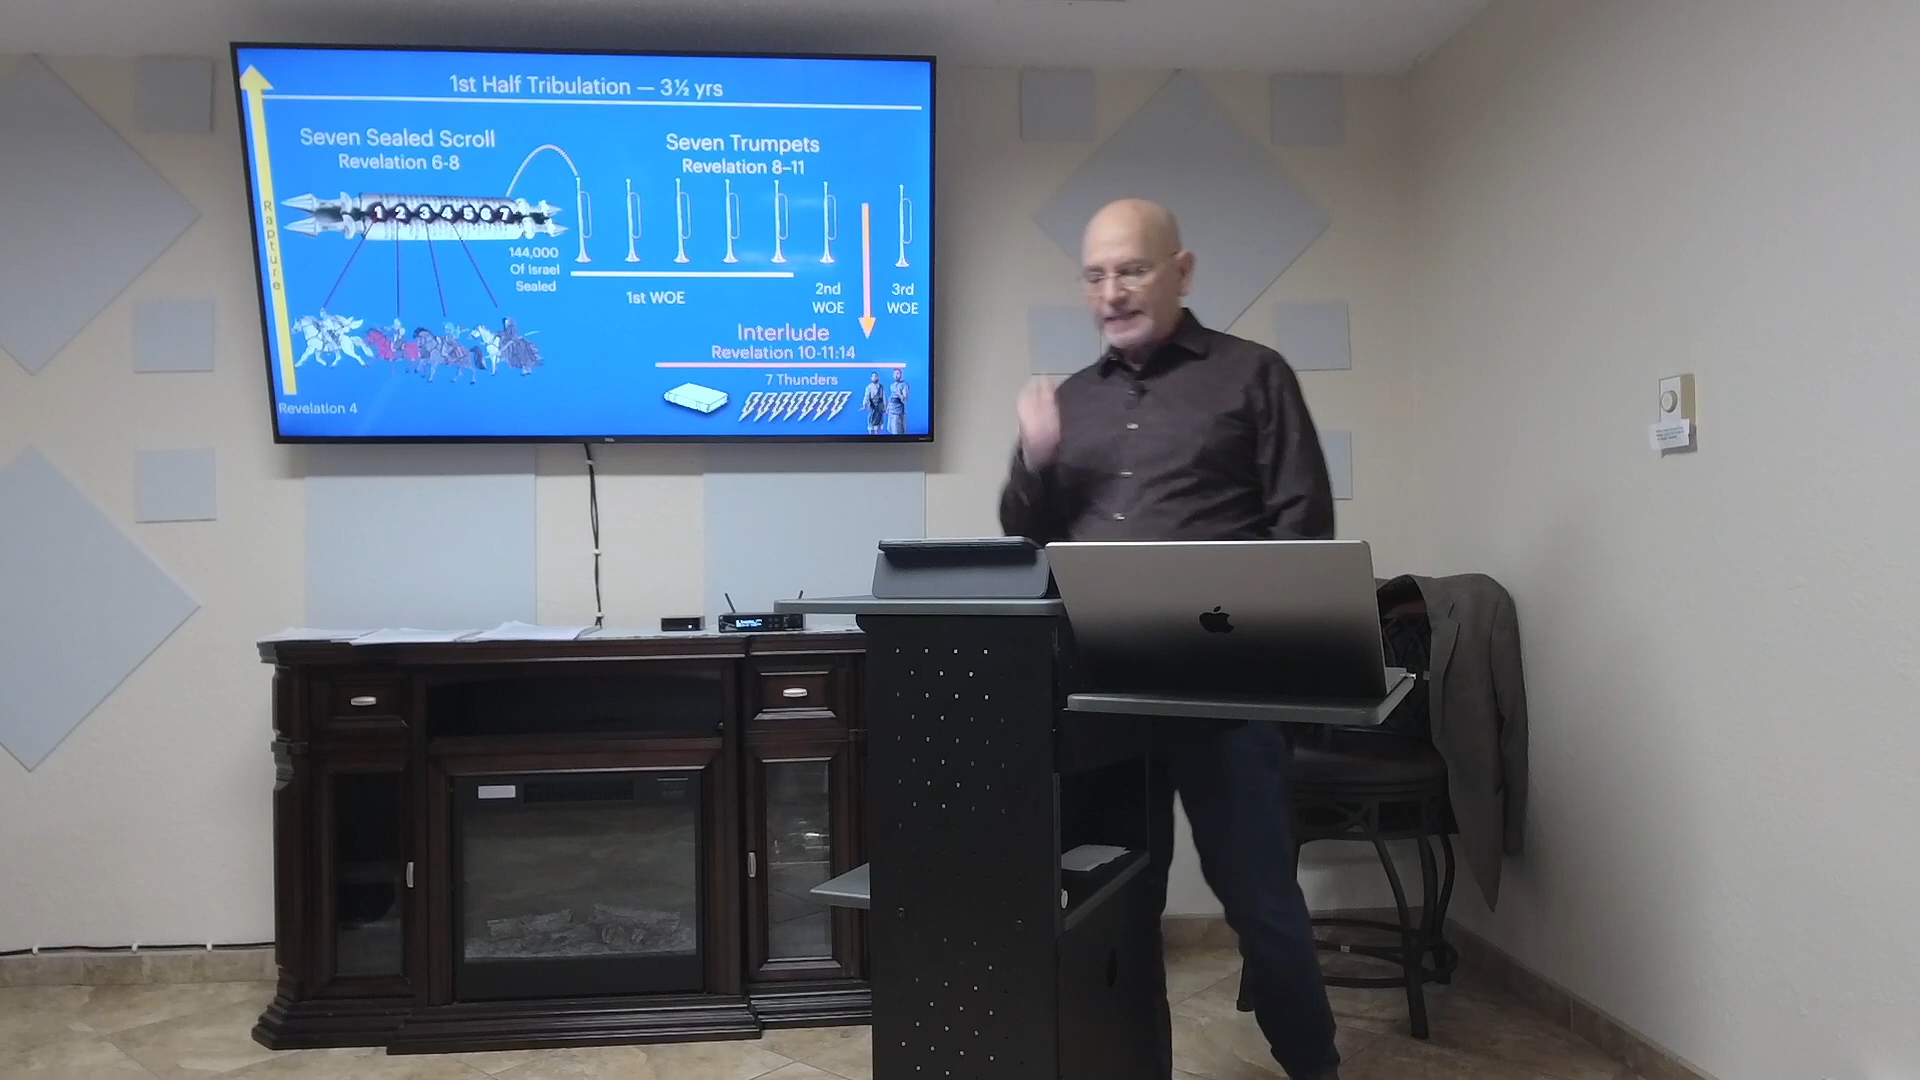 1st Half Tribulation — 3½ yrs
Seven Sealed Scroll
Revelation 6-8
Seven Trumpets
Revelation 8–11
Rapture
1 2 3 4 5 6 7
144,000
Of Israel
Sealed
1st WOE
2nd
WOE
3rd
WOE
Interlude
Revelation 10-11:14
7 Thunders
Revelation 4